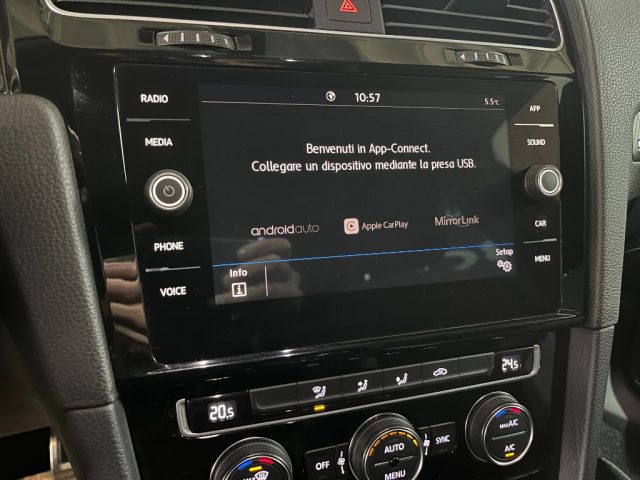 RADIO
MEDIA
PHONE
VOICE
10:57
5.5°C
Benvenuti in App-Connect.
Collegare un dispositivo mediante la presa USB.
androidauto
Apple CarPlay
MirrorLink
Info
i
Setup
APP
SOUND
CAR
MENU
20.5
24.5
OFF
AUTO
MENU
SYNC
MAX A/C
A/C
MAX